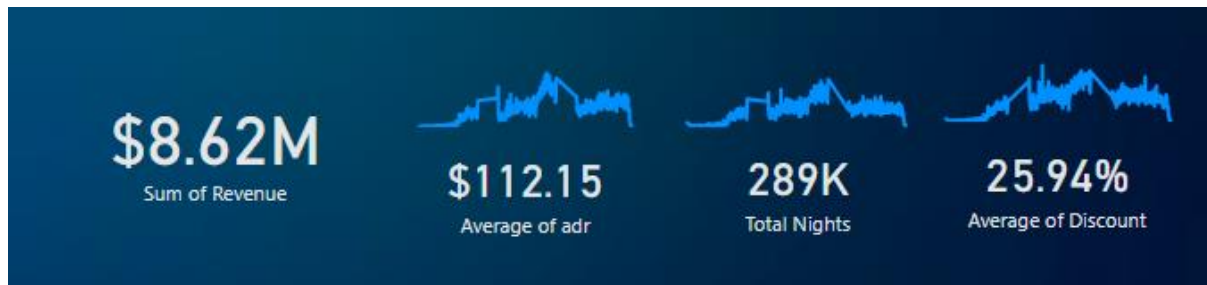 $8.62M
Sum of Revenue
$112.15
Average of adr
289K
Total Nights
25.94%
Average of Discount